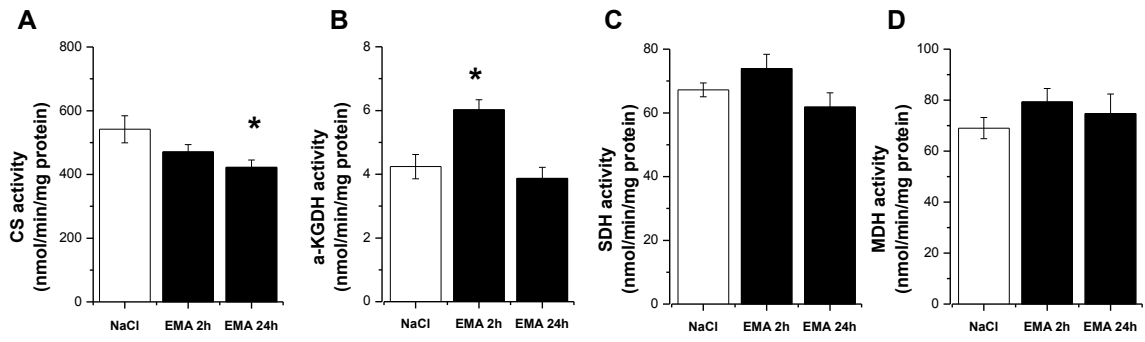 A
CS activity
(nmol/min/mg protein)
800
600
400
200
0
*
NaCl
EMA 2h
EMA 24h
B
a-KGDH activity
(nmol/min/mg protein)
8
6
4
2
0
*
NaCl
EMA 2h
EMA 24h
C
SDH activity
(nmol/min/mg protein)
80
60
40
20
0
NaCl
EMA 2h
EMA 24h
D
MDH activity
(nmol/min/mg protein)
100
80
60
40
20
0
NaCl
EMA 2h
EMA 24h